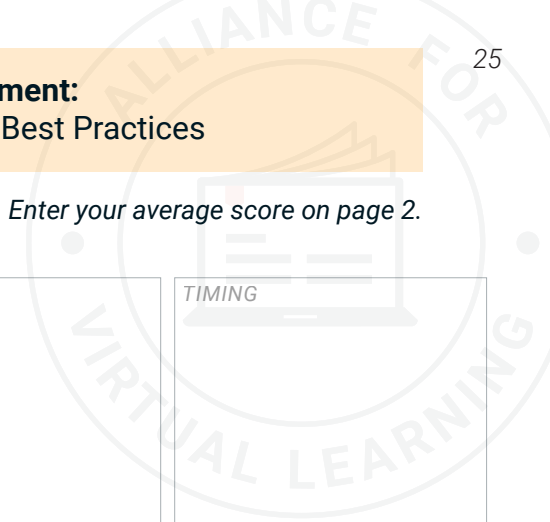 25
ment:
Best Practices
Enter your average score on page 2.
TIMING
ALLIANCE FOR
VIRTUAL LEARNING